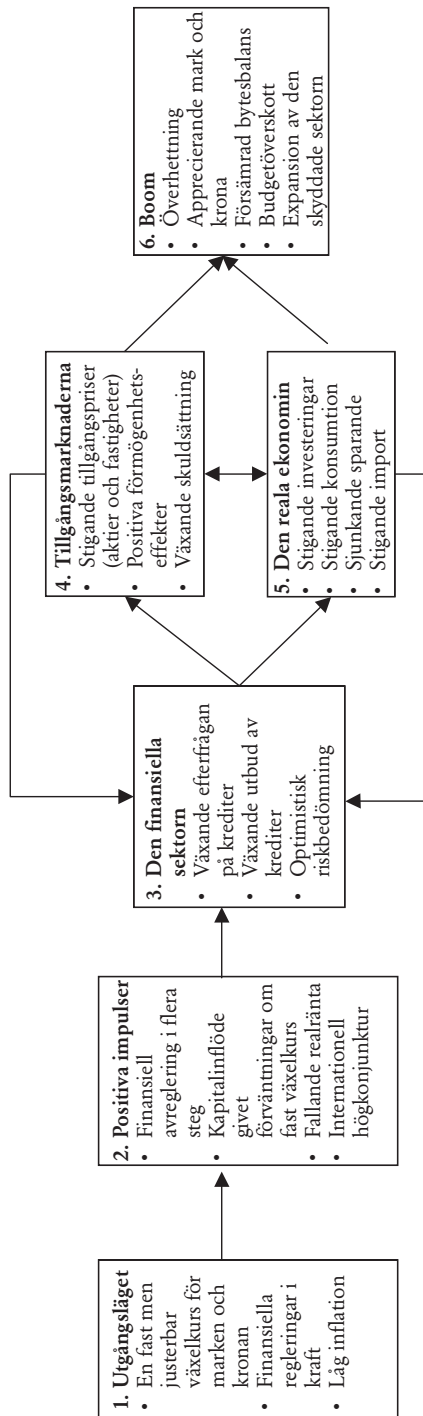 1. Utgångsläget
• En fast men
justerbar
växelkurs för
marken och
kronan
• Finansiella
regleringar i
kraft
• Låg inflation
2. Positiva impulser
• Finansiell
avreglering i flera
steg
• Kapitalinflöde
givet
förväntningar om
fast växelkurs
• Fallande realränta
• Internationell
högkonjunktur
3. Den finansiella
sektorn
• Växande efterfrågan
på krediter
• Växande utbud av
krediter
• Optimistisk
riskbedömning
4. Tillgångsmarknaderna
• Stigande tillgångspriser
(aktier och fastigheter)
• Positiva förmögenhets-
effekter
• Växande skuldsättning
5. Den reala ekonomin
• Stigande investeringar
• Stigande konsumtion
• Sjunkande sparande
• Stigande import
6. Boom
• Överhettning
• Apprecierande mark och
krona
• Försämrad bytesbalans
• Budgetöverskott
• Expansion av den
skyddade sektorn